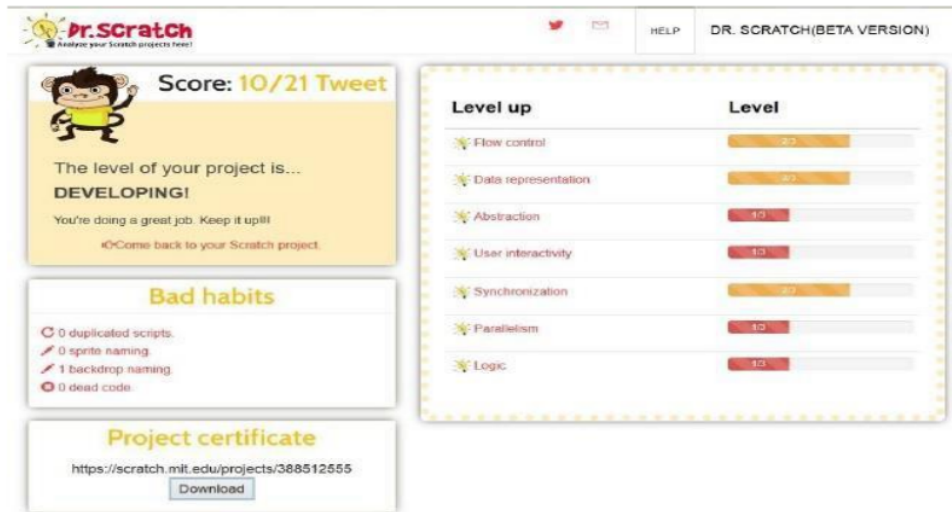 Dr.Scratch
Analyze your Scratch projects here!
HELP
DR. SCRATCH(BETA VERSION)
Score: 10/21 Tweet
The level of your project is...
DEVELOPING!
You're doing a great job. Keep it up!!!
Come back to your Scratch project.
Bad habits
0 duplicated scripts.
0 sprite naming.
1 backdrop naming.
0 dead code.
Project certificate
https://scratch.mit.edu/projects/388512555
Download
Level up Level
Flow control 2/3
Data representation 2/3
Abstraction 1/3
User interactivity 1/3
Synchronization 2/3
Parallelism 1/3
Logic 1/3